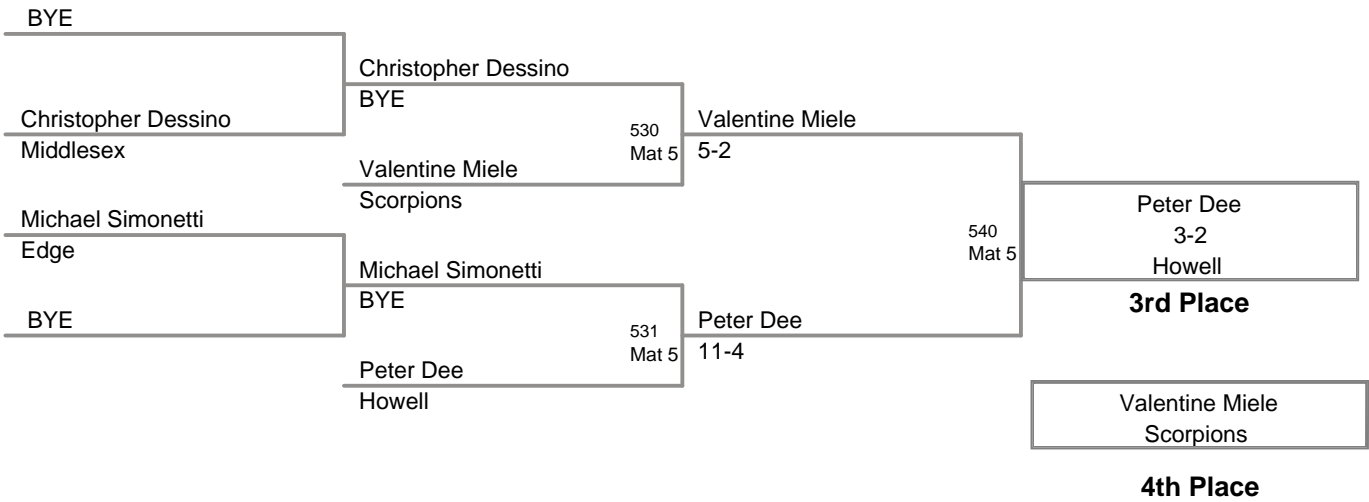 BYE
Christopher Dessino
BYE
Christopher Dessino
Middlesex
530
Mat 5
Valentine Miele
5-2
Valentine Miele
Scorpions
Michael Simonetti
Edge
Peter Dee
3-2
Howell
3rd Place
540
Mat 5
Michael Simonetti
BYE
BYE
531
Mat 5
Peter Dee
11-4
Peter Dee
Howell
Valentine Miele
Scorpions
4th Place